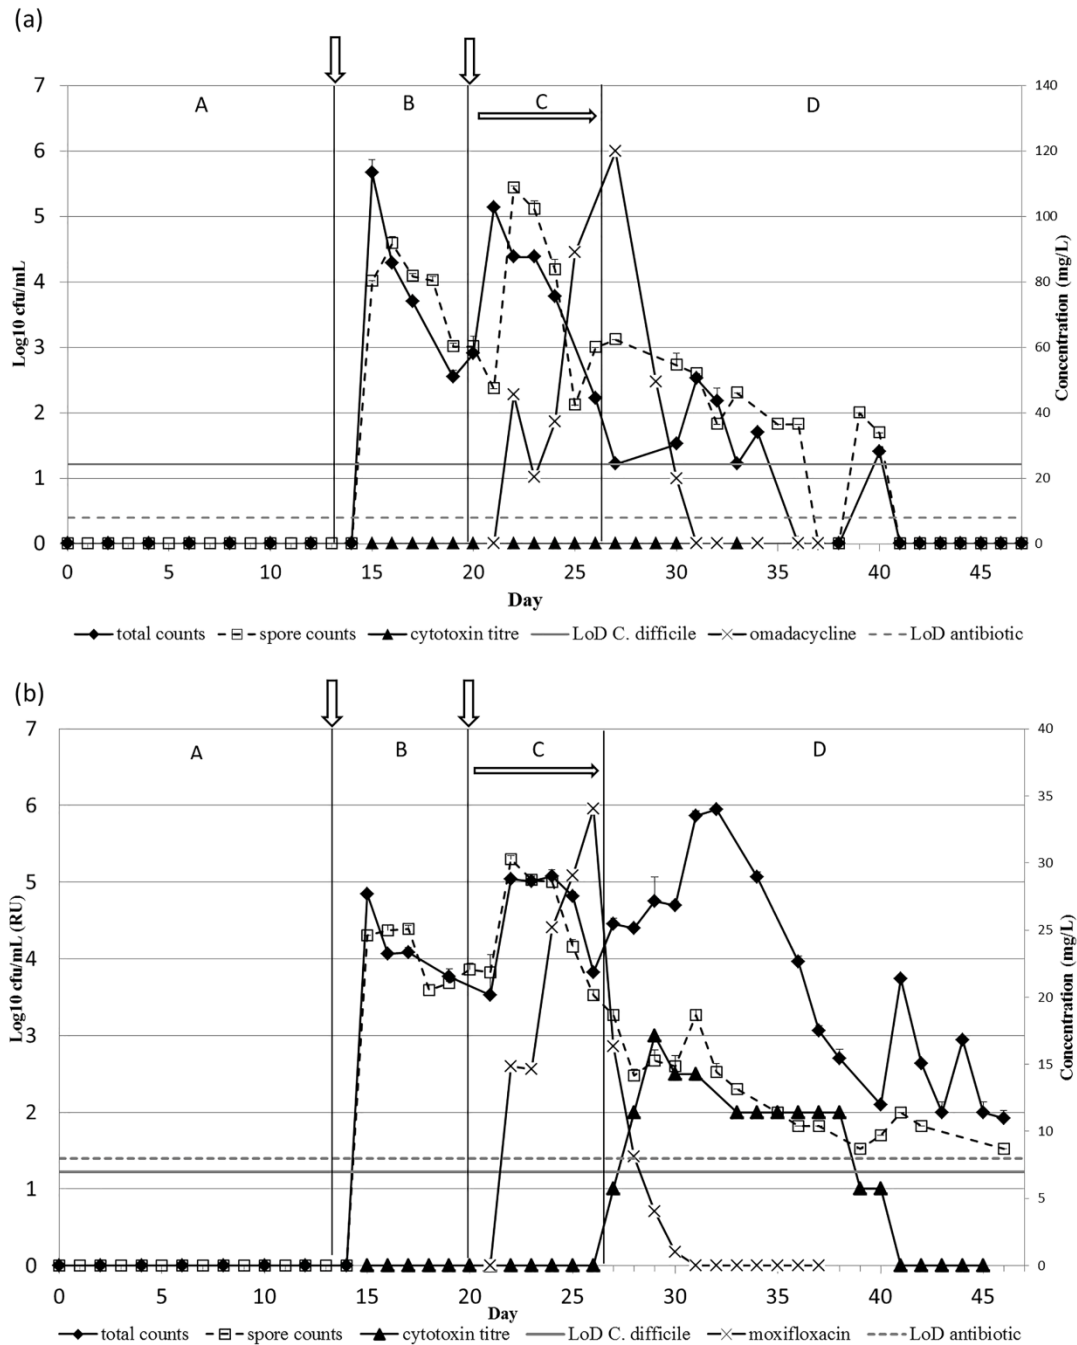 (a)
A B C D
7 140
6 120
5 100
4 80
3 60
2 40
1 20
0 0
Log10 cfu/mL
Concentration (mg/L)
0 5 10 15 20 25 30 35 40 45
Day
total counts spore counts cytotoxin titre LoD C. difficile omadacycline LoD antibiotic
(b)
A B C D
7 40
35
6
30
5
25
4
20
3
15
2
10
1
5
0 0
Log10 cfu/mL (RU)
Concentration (mg/L)
0 5 10 15 20 25 30 35 40 45
Day
total counts spore counts cytotoxin titre LoD C. difficile moxifloxacin LoD antibiotic